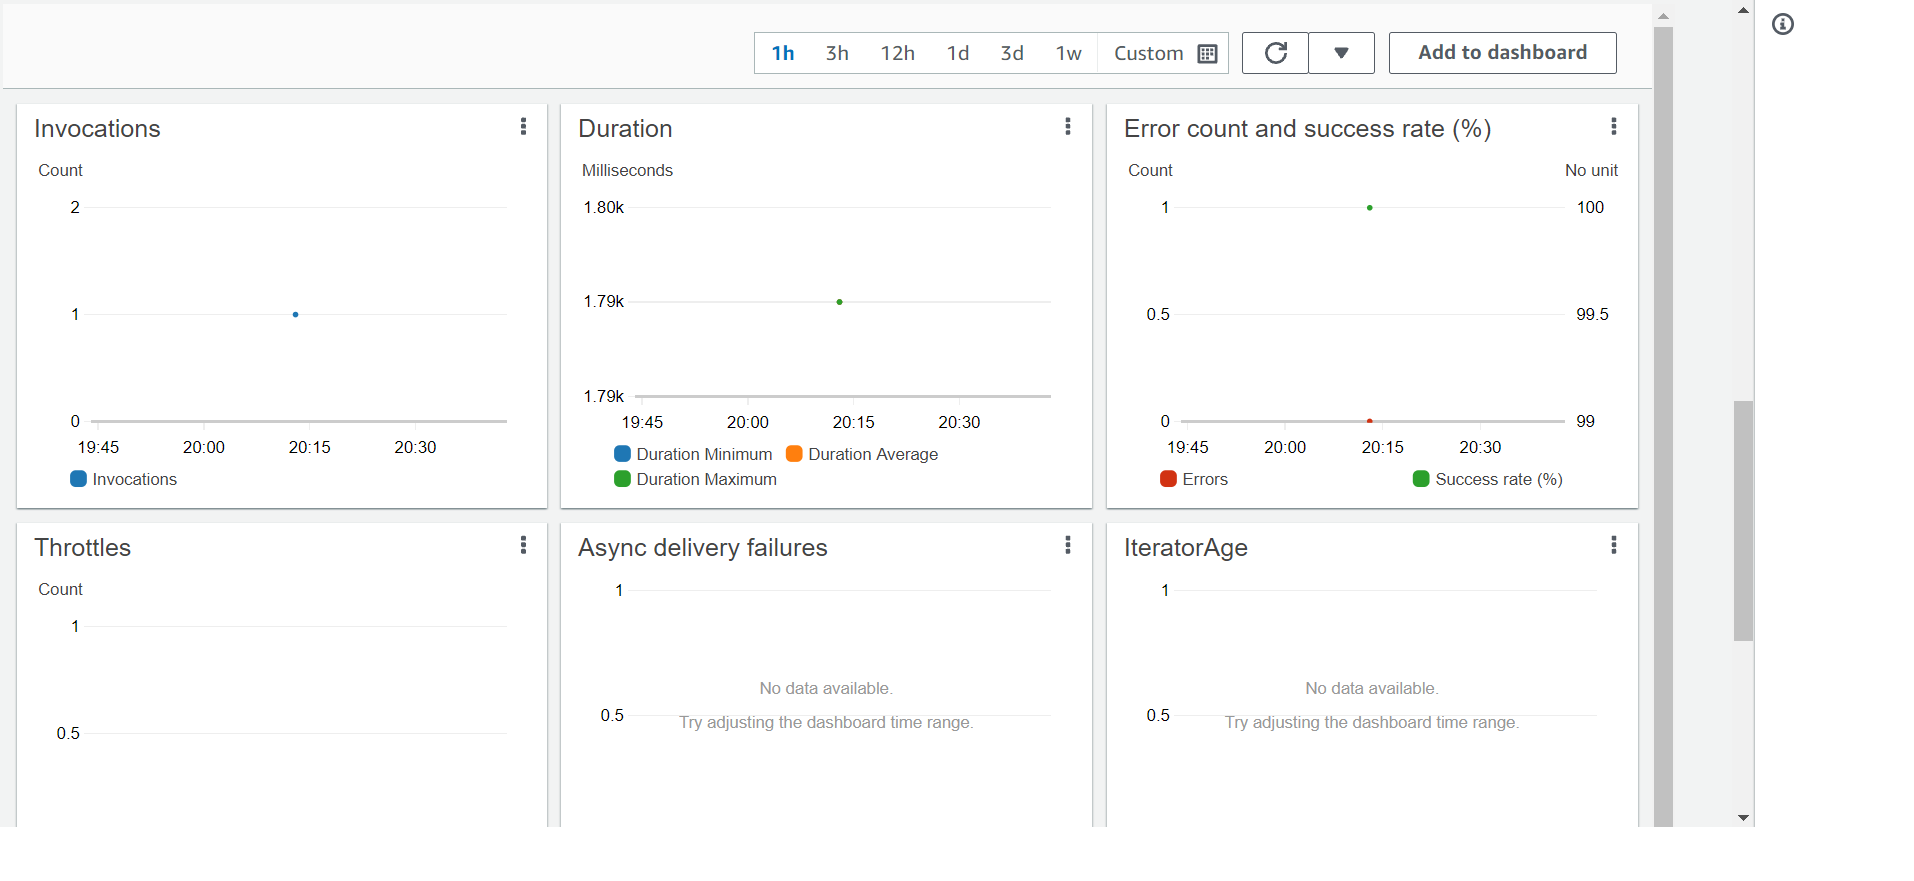 1h 3h 12h 1d 3d 1w Custom Add to dashboard
Invocations
Count
2
1
0
19:45 20:00 20:15 20:30
Invocations
Duration
Milliseconds
1.80k
1.79k
1.79k
19:45 20:00 20:15 20:30
Duration Minimum Duration Average
Duration Maximum
Error count and success rate (%)
Count No unit
1 100
0.5 99.5
0 99
19:45 20:00 20:15 20:30
Errors Success rate (%)
Throttles
Count
1
0.5
Async delivery failures
1
No data available.
0.5
Try adjusting the dashboard time range.
IteratorAge
1
No data available.
0.5
Try adjusting the dashboard time range.